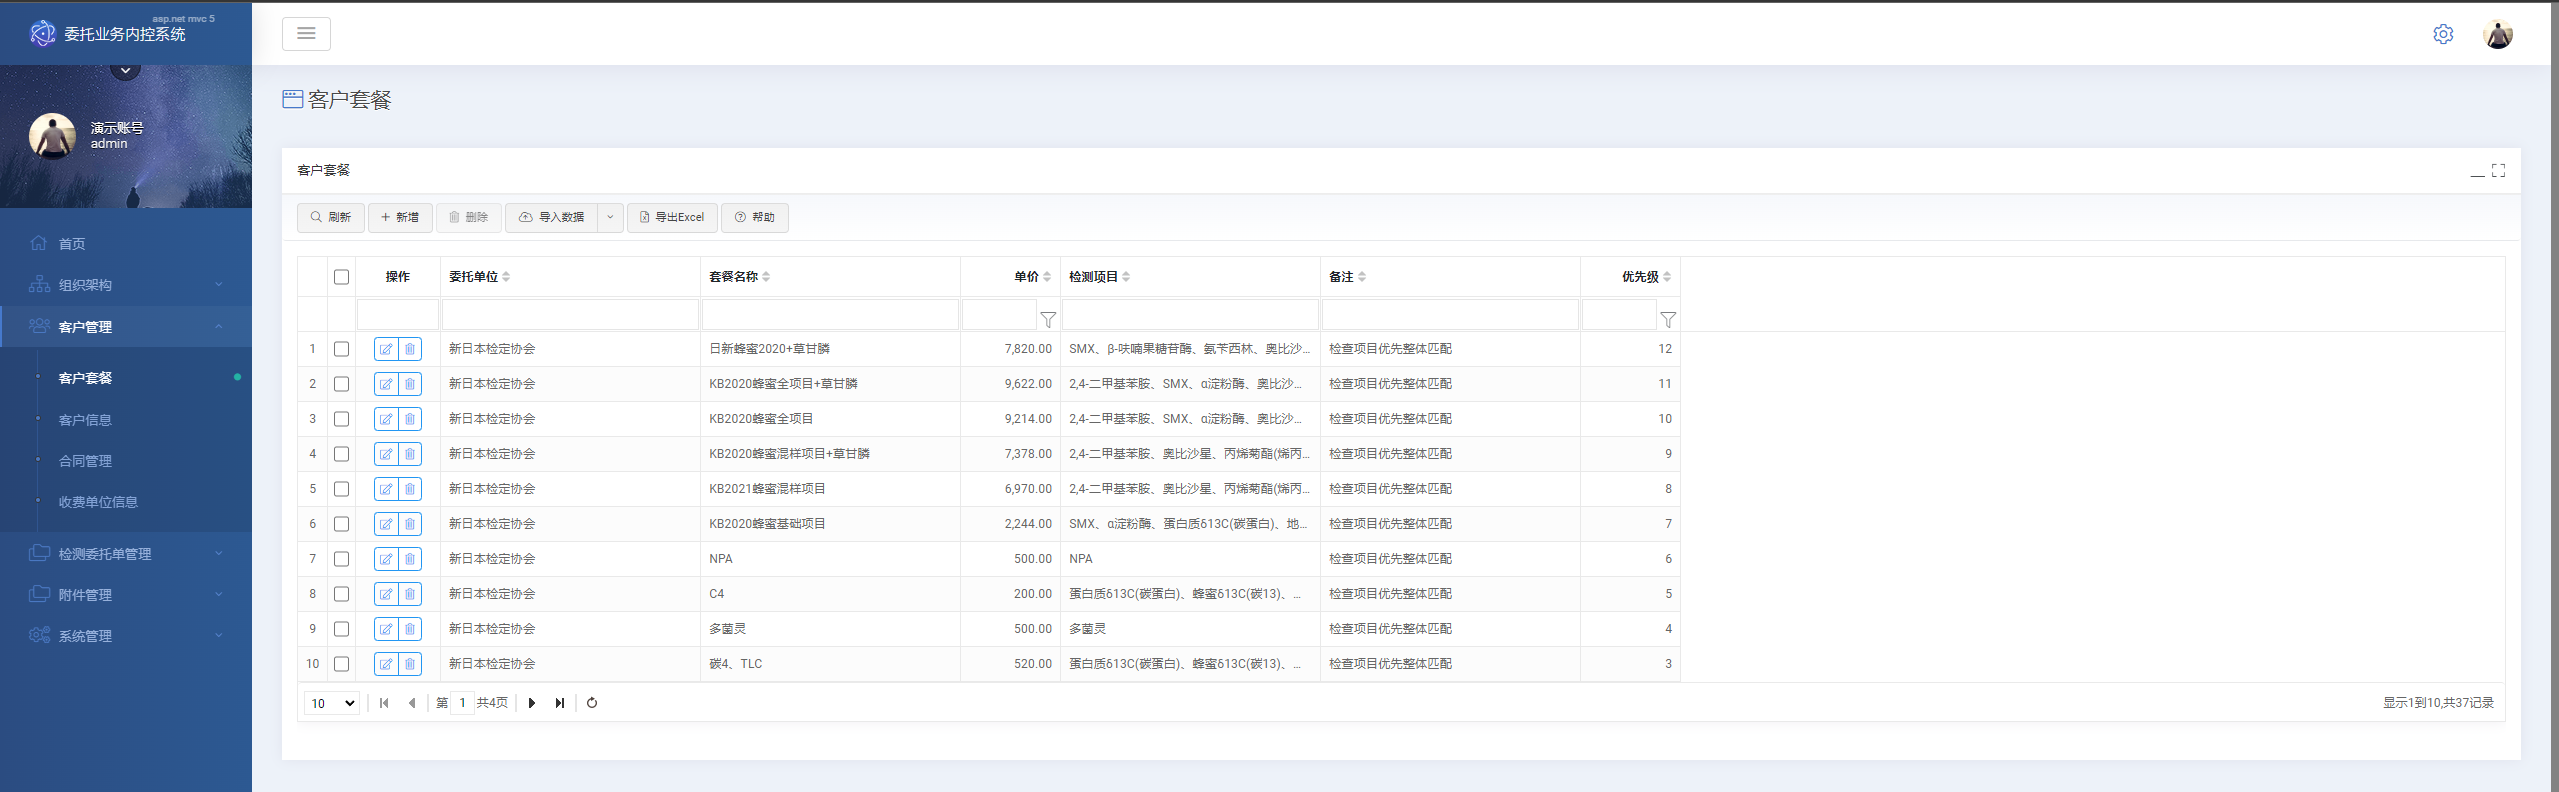 asp.net mvc 5
委托业务内控系统
演示账号
admin
首页
组织架构
客户管理
客户套餐
客户信息
合同管理
收费单位信息
检测委托单管理
附件管理
系统管理
客户套餐
客户套餐
刷新 新增 删除 导入数据 导出Excel 帮助
操作 委托单位 套餐名称 单价 检测项目 备注 优先级
1 新日本检定协会 日新蜂蜜2020+草甘膦 7,820.00 SMX、β-呋喃果糖苷酶、氨苄西林、奥比沙... 检查项目优先整体匹配 12
2 新日本检定协会 KB2020蜂蜜全项目+草甘膦 9,622.00 2,4-二甲基苯胺、SMX、α淀粉酶、奥比沙... 检查项目优先整体匹配 11
3 新日本检定协会 KB2020蜂蜜全项目 9,214.00 2,4-二甲基苯胺、SMX、α淀粉酶、奥比沙... 检查项目优先整体匹配 10
4 新日本检定协会 KB2020蜂蜜混样项目+草甘膦 7,378.00 2,4-二甲基苯胺、奥比沙星、丙烯菊酯(烯丙... 检查项目优先整体匹配 9
5 新日本检定协会 KB2021蜂蜜混样项目 6,970.00 2,4-二甲基苯胺、奥比沙星、丙烯菊酯(烯丙... 检查项目优先整体匹配 8
6 新日本检定协会 KB2020蜂蜜基础项目 2,244.00 SMX、α淀粉酶、蛋白质δ13C(碳蛋白)、地... 检查项目优先整体匹配 7
7 新日本检定协会 NPA 500.00 NPA 检查项目优先整体匹配 6
8 新日本检定协会 C4 200.00 蛋白质δ13C(碳蛋白)、蜂蜜δ13C(碳13)、... 检查项目优先整体匹配 5
9 新日本检定协会 多菌灵 500.00 多菌灵 检查项目优先整体匹配 4
10 新日本检定协会 碳4、TLC 520.00 蛋白质δ13C(碳蛋白)、蜂蜜δ13C(碳13)、... 检查项目优先整体匹配 3
10 第 1 共4页 显示1到10,共37记录